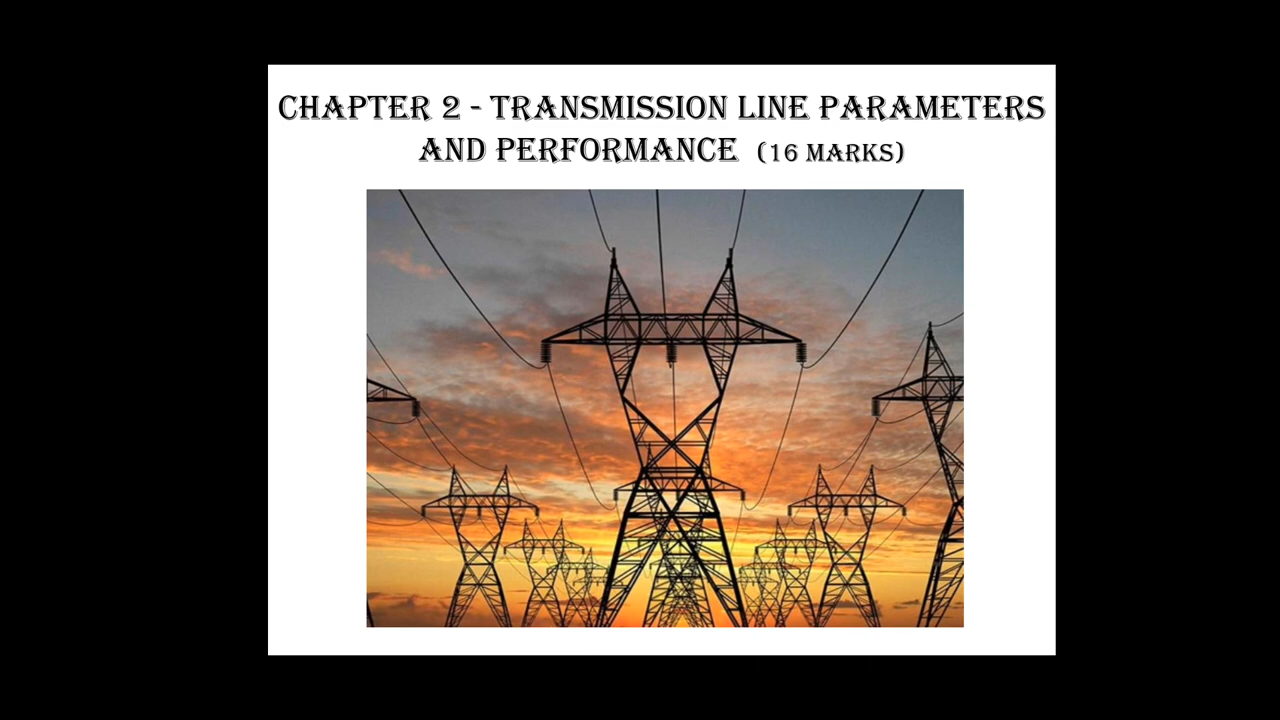 CHAPTER 2 - TRANSMISSION LINE PARAMETERS
AND PERFORMANCE (16 MARKS)